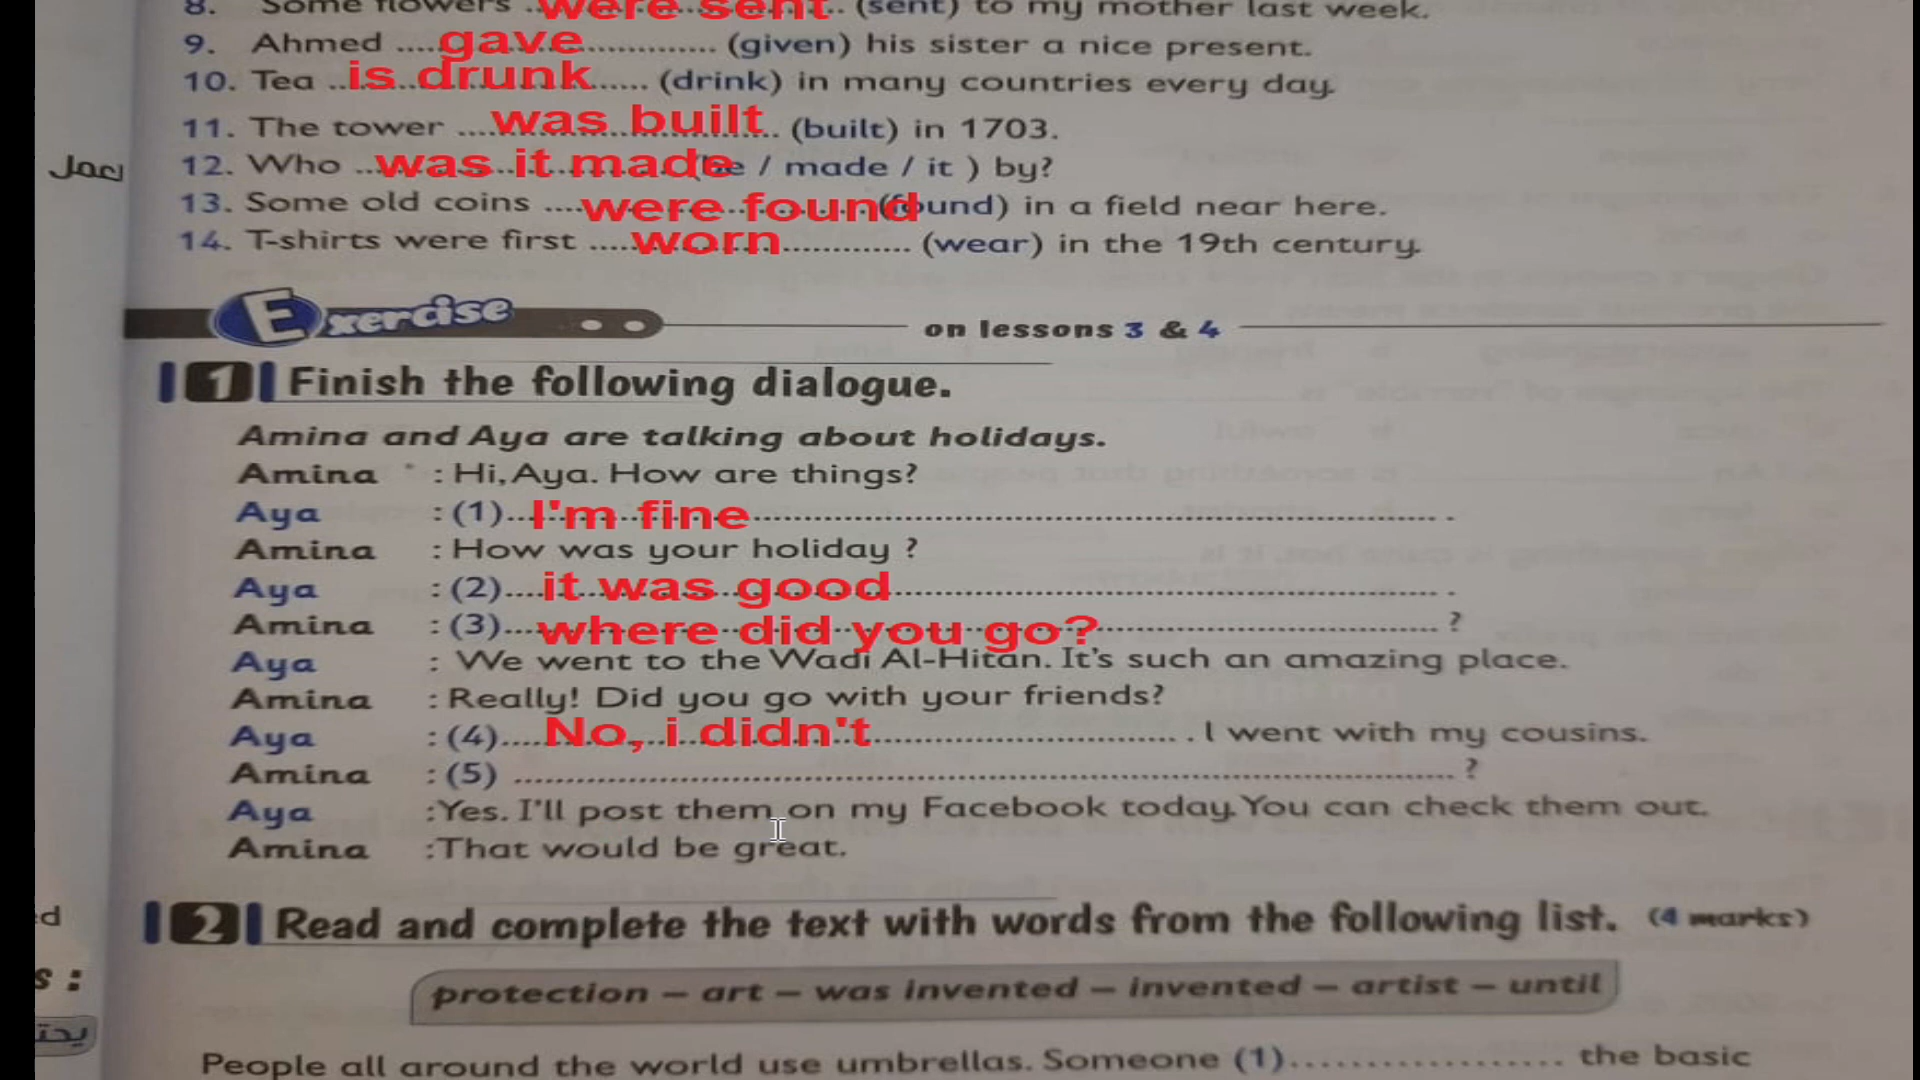 8. Some flowers ..were sent.. (sent) to my mother last week.
9. Ahmed ....gave.............. (given) his sister a nice present.
10. Tea ..is drunk...... (drink) in many countries every day.
11. The tower ....was built.. (built) in 1703.
12. Who ...was it made (be / made / it ) by?
13. Some old coins ....were found (found) in a field near here.
14. T-shirts were first ....worn............. (wear) in the 19th century.
Exercise on lessons 3 & 4
1 Finish the following dialogue.
Amina and Aya are talking about holidays.
Amina : Hi, Aya. How are things?
Aya : (1)..I'm fine.......................................................... .
Amina : How was your holiday ?
Aya : (2)....it was good.............................................. .
Amina : (3)...where did you go?.............................. ?
Aya : We went to the Wadi Al-Hitan. It's such an amazing place.
Amina : Really! Did you go with your friends?
Aya : (4)....No, i didn't........................... . I went with my cousins.
Amina : (5) .......................................................................... ?
Aya :Yes. I'll post them on my Facebook today. You can check them out.
Amina :That would be great.
2 Read and complete the text with words from the following list. (4 marks)
protection – art – was invented – invented – artist – until
People all around the world use umbrellas. Someone (1)..................... the basic